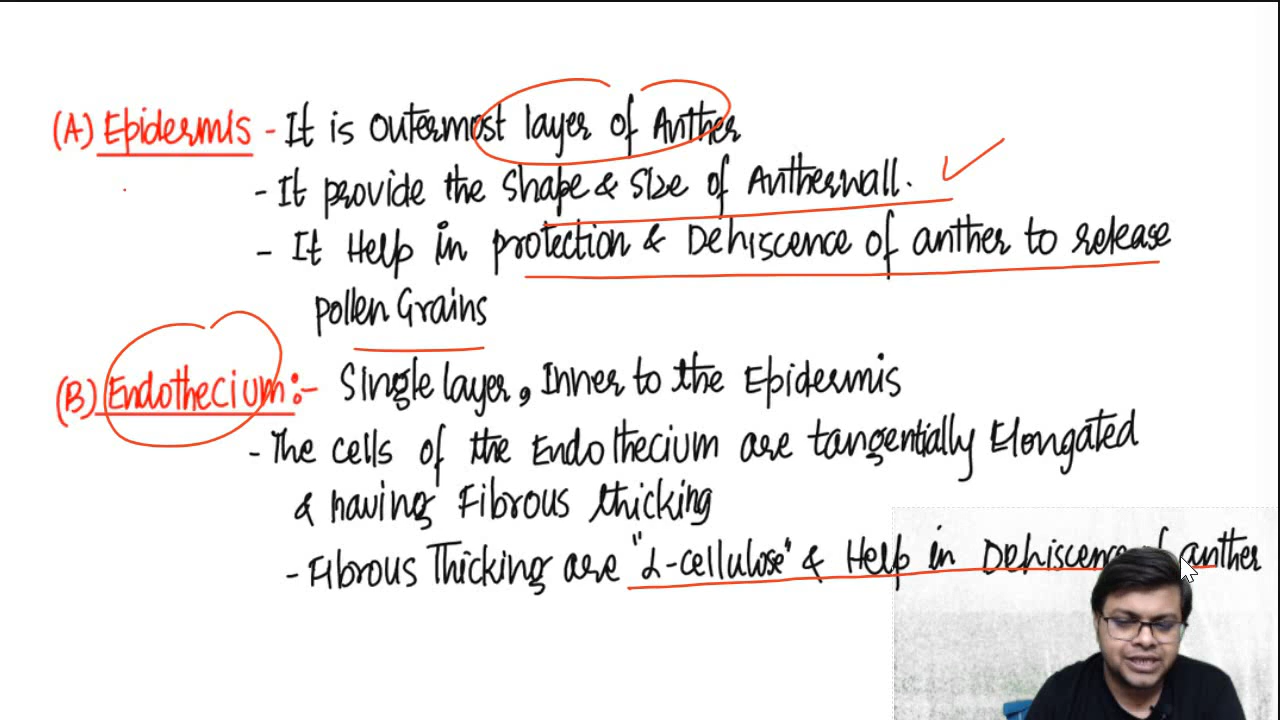 (A) Epidermis - It is outermost layer of Anther
- It provide the shape & size of Antherwall.
- It Help in protection & Dehiscence of anther to release
pollen Grains
(B) Endothecium :- Single layer, Inner to the Epidermis
- The cells of the Endothecium are tangentially Elongated
& having Fibrous thicking
- Fibrous Thicking are "α-cellulose" & Help in Dehiscence of anther